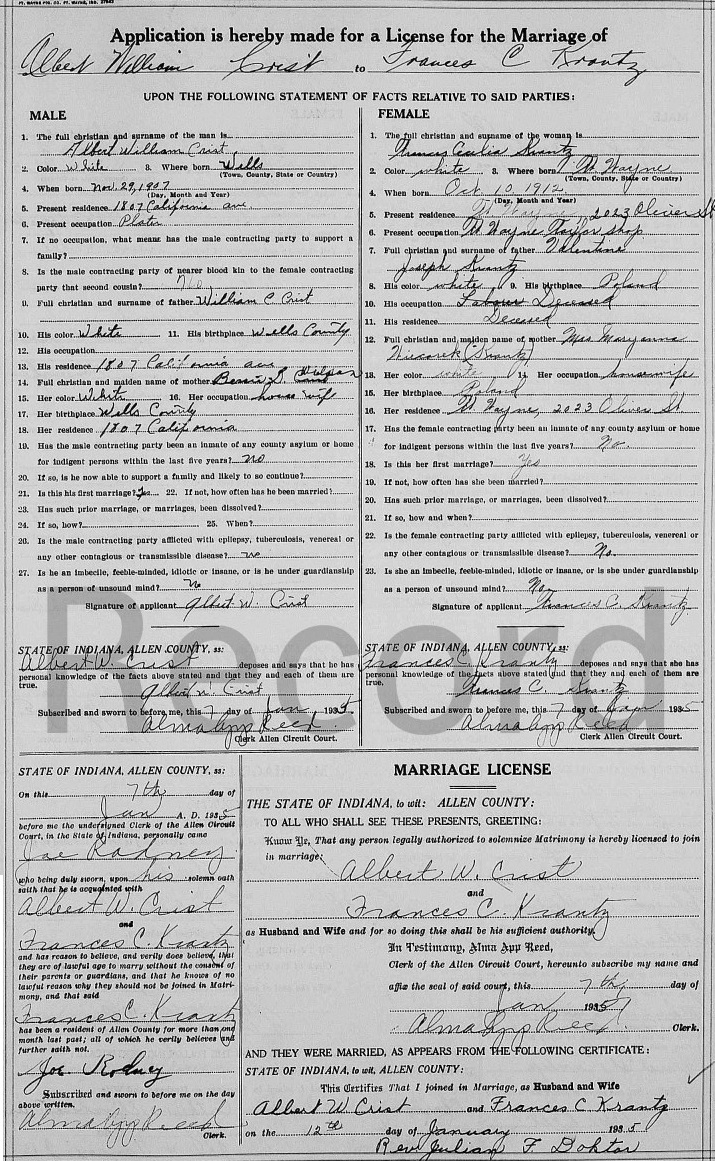 FT. WAYNE PTG. CO. FT. WAYNE, IND. 27642
Application is hereby made for a License for the Marriage of
Albert William Crist to Frances C Krantz
UPON THE FOLLOWING STATEMENT OF FACTS RELATIVE TO SAID PARTIES:
MALE
1. The full christian and surname of the man is
Albert William Crist
2. Color White 3. Where born Wells
(Town, County, State or Country)
4. When born Nov. 29, 1907
(Day, Month and Year)
5. Present residence 1807 California ave
6. Present occupation Plater
7. If no occupation, what means has the male contracting party to support a
family?
8. Is the male contracting party of nearer blood kin to the female contracting
party that second cousin? No
9. Full christian and surname of father William C Crist
10. His color White 11. His birthplace Wells County
12. His occupation
13. His residence 1807 California ave
14. Full christian and maiden name of mother Bessie S.
15. Her color White 16. Her occupation house wife
17. Her birthplace Wells County
18. Her residence 1807 California
19. Has the male contracting party been an inmate of any county asylum or home
for indigent persons within the last five years? no
20. If so, is he now able to support a family and likely to so continue?
21. Is this his first marriage? yes 22. If not, how often has he been married?
23. Has such prior marriage, or marriages, been dissolved?
24. If so, how? 25. When?
26. Is the male contracting party afflicted with epilepsy, tuberculosis, venereal or
any other contagious or transmissible disease? no
27. Is he an imbecile, feeble-minded, idiotic or insane, or is he under guardianship
as a person of unsound mind? No
Signature of applicant Albert W. Crist
STATE OF INDIANA, ALLEN COUNTY, ss:
Albert W. Crist deposes and says that he has
personal knowledge of the facts above stated and that they and each of them are
true.
Albert W. Crist
Subscribed and sworn to before me, this 7 day of Jan 1935
Alma App Reed
Clerk Allen Circuit Court.
FEMALE
1. The full christian and surname of the woman is
Frances Cecilia Krantz
2. Color white 3. Where born Ft. Wayne
(Town, County, State or Country)
4. When born Oct 10 1912
(Day, Month and Year)
5. Present residence Ft Wayne, 2023 Oliver St
6. Present occupation Ft Wayne Taylor shop
7. Full christian and surname of father Valentine
Joseph Krantz
8. His color white 9. His birthplace Poland
10. His occupation Labour Deceased
11. His residence Deceased
12. Full christian and maiden name of mother Mrs Maryanna
(Krantz)
13. Her color white 14. Her occupation housewife
15. Her birthplace Poland
16. Her residence Ft Wayne, 2023 Oliver St
17. Has the female contracting party been an inmate of any county asylum or home
for indigent persons within the last five years? No.
18. Is this her first marriage? Yes
19. If not, how often has she been married?
20. Has such prior marriage, or marriages, been dissolved?
21. If so, how and when?
22. Is the female contracting party afflicted with epilepsy, tuberculosis, venereal or
any other contagious or transmissible disease? No.
23. Is she an imbecile, feeble-minded, idiotic or insane, or is she under guardianship
as a person of unsound mind? No
Signature of applicant Frances C. Krantz
STATE OF INDIANA, ALLEN COUNTY, ss:
Frances C. Krantz deposes and says that she has
personal knowledge of the facts above stated and that they and each of them are
true.
Frances C. Krantz
Subscribed and sworn to before me, this 7 day of Jan 1935
Alma App Reed
Clerk Allen Circuit Court.
Record
STATE OF INDIANA, ALLEN COUNTY, ss:
On this 7th day of
Jan A. D. 1935
before me the undersigned Clerk of the Allen Circuit
Court, in the State of Indiana, personally came
Joe Rodney
who being duly sworn, upon his solemn oath
saith that he is acquainted with
Albert W. Crist
and
Frances C. Krantz
and has reason to believe, and verily does believe, that
they are of lawful age to marry without the consent of
their parents or guardians, and that he knows of no
lawful reason why they should not be joined in Matri-
mony, and that said
Frances C. Krantz
has been a resident of Allen County for more than one
month last past; all of which he verily believes and
further saith not.
Joe Rodney
Subscribed and sworn to before me on the day
above written.
Alma App Reed
Clerk.
MARRIAGE LICENSE
THE STATE OF INDIANA, to wit: ALLEN COUNTY:
TO ALL WHO SHALL SEE THESE PRESENTS, GREETING:
Know Ye, That any person legally authorized to solemnize Matrimony is hereby licensed to join
in marriage:
Albert W. Crist
and
Frances C. Krantz
as Husband and Wife and for so doing this shall be his sufficient authority.
In Testimony, Alma App Reed,
Clerk of the Allen Circuit Court, hereunto subscribe my name and
affix the seal of said court, this 7th day of
Jan 1935
Alma App Reed Clerk.
AND THEY WERE MARRIED, AS APPEARS FROM THE FOLLOWING CERTIFICATE:
STATE OF INDIANA, to wit, ALLEN COUNTY:
This Certifies That I joined in Marriage, as Husband and Wife
Albert W Crist and Frances C Krantz
on the 12th day of January 1935
Rev. Julian F. Doktor